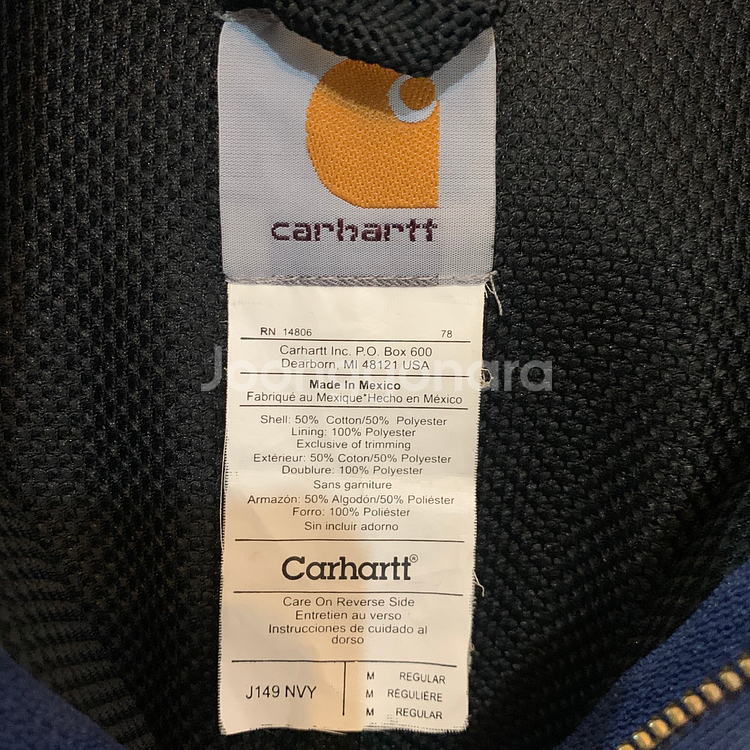 carhartt
RN 14806 78
Carhartt Inc. P.O. Box 600
Dearborn, MI 48121 USA
Joonggonara
Made In Mexico
Fabriqué au Mexique*Hecho en México
Shell: 50% Cotton/50% Polyester
Lining: 100% Polyester
Exclusive of trimming
Extérieur: 50% Coton/50% Polyester
Doublure: 100% Polyester
Sans garniture
Armazón: 50% Algodón/50% Poliéster
Forro: 100% Poliéster
Sin incluir adorno
Carhartt®
Care On Reverse Side
Entretien au verso
Instrucciones de cuidado al
dorso
J149 NVY
M REGULAR
M RÉGULIÈRE
M REGULAR